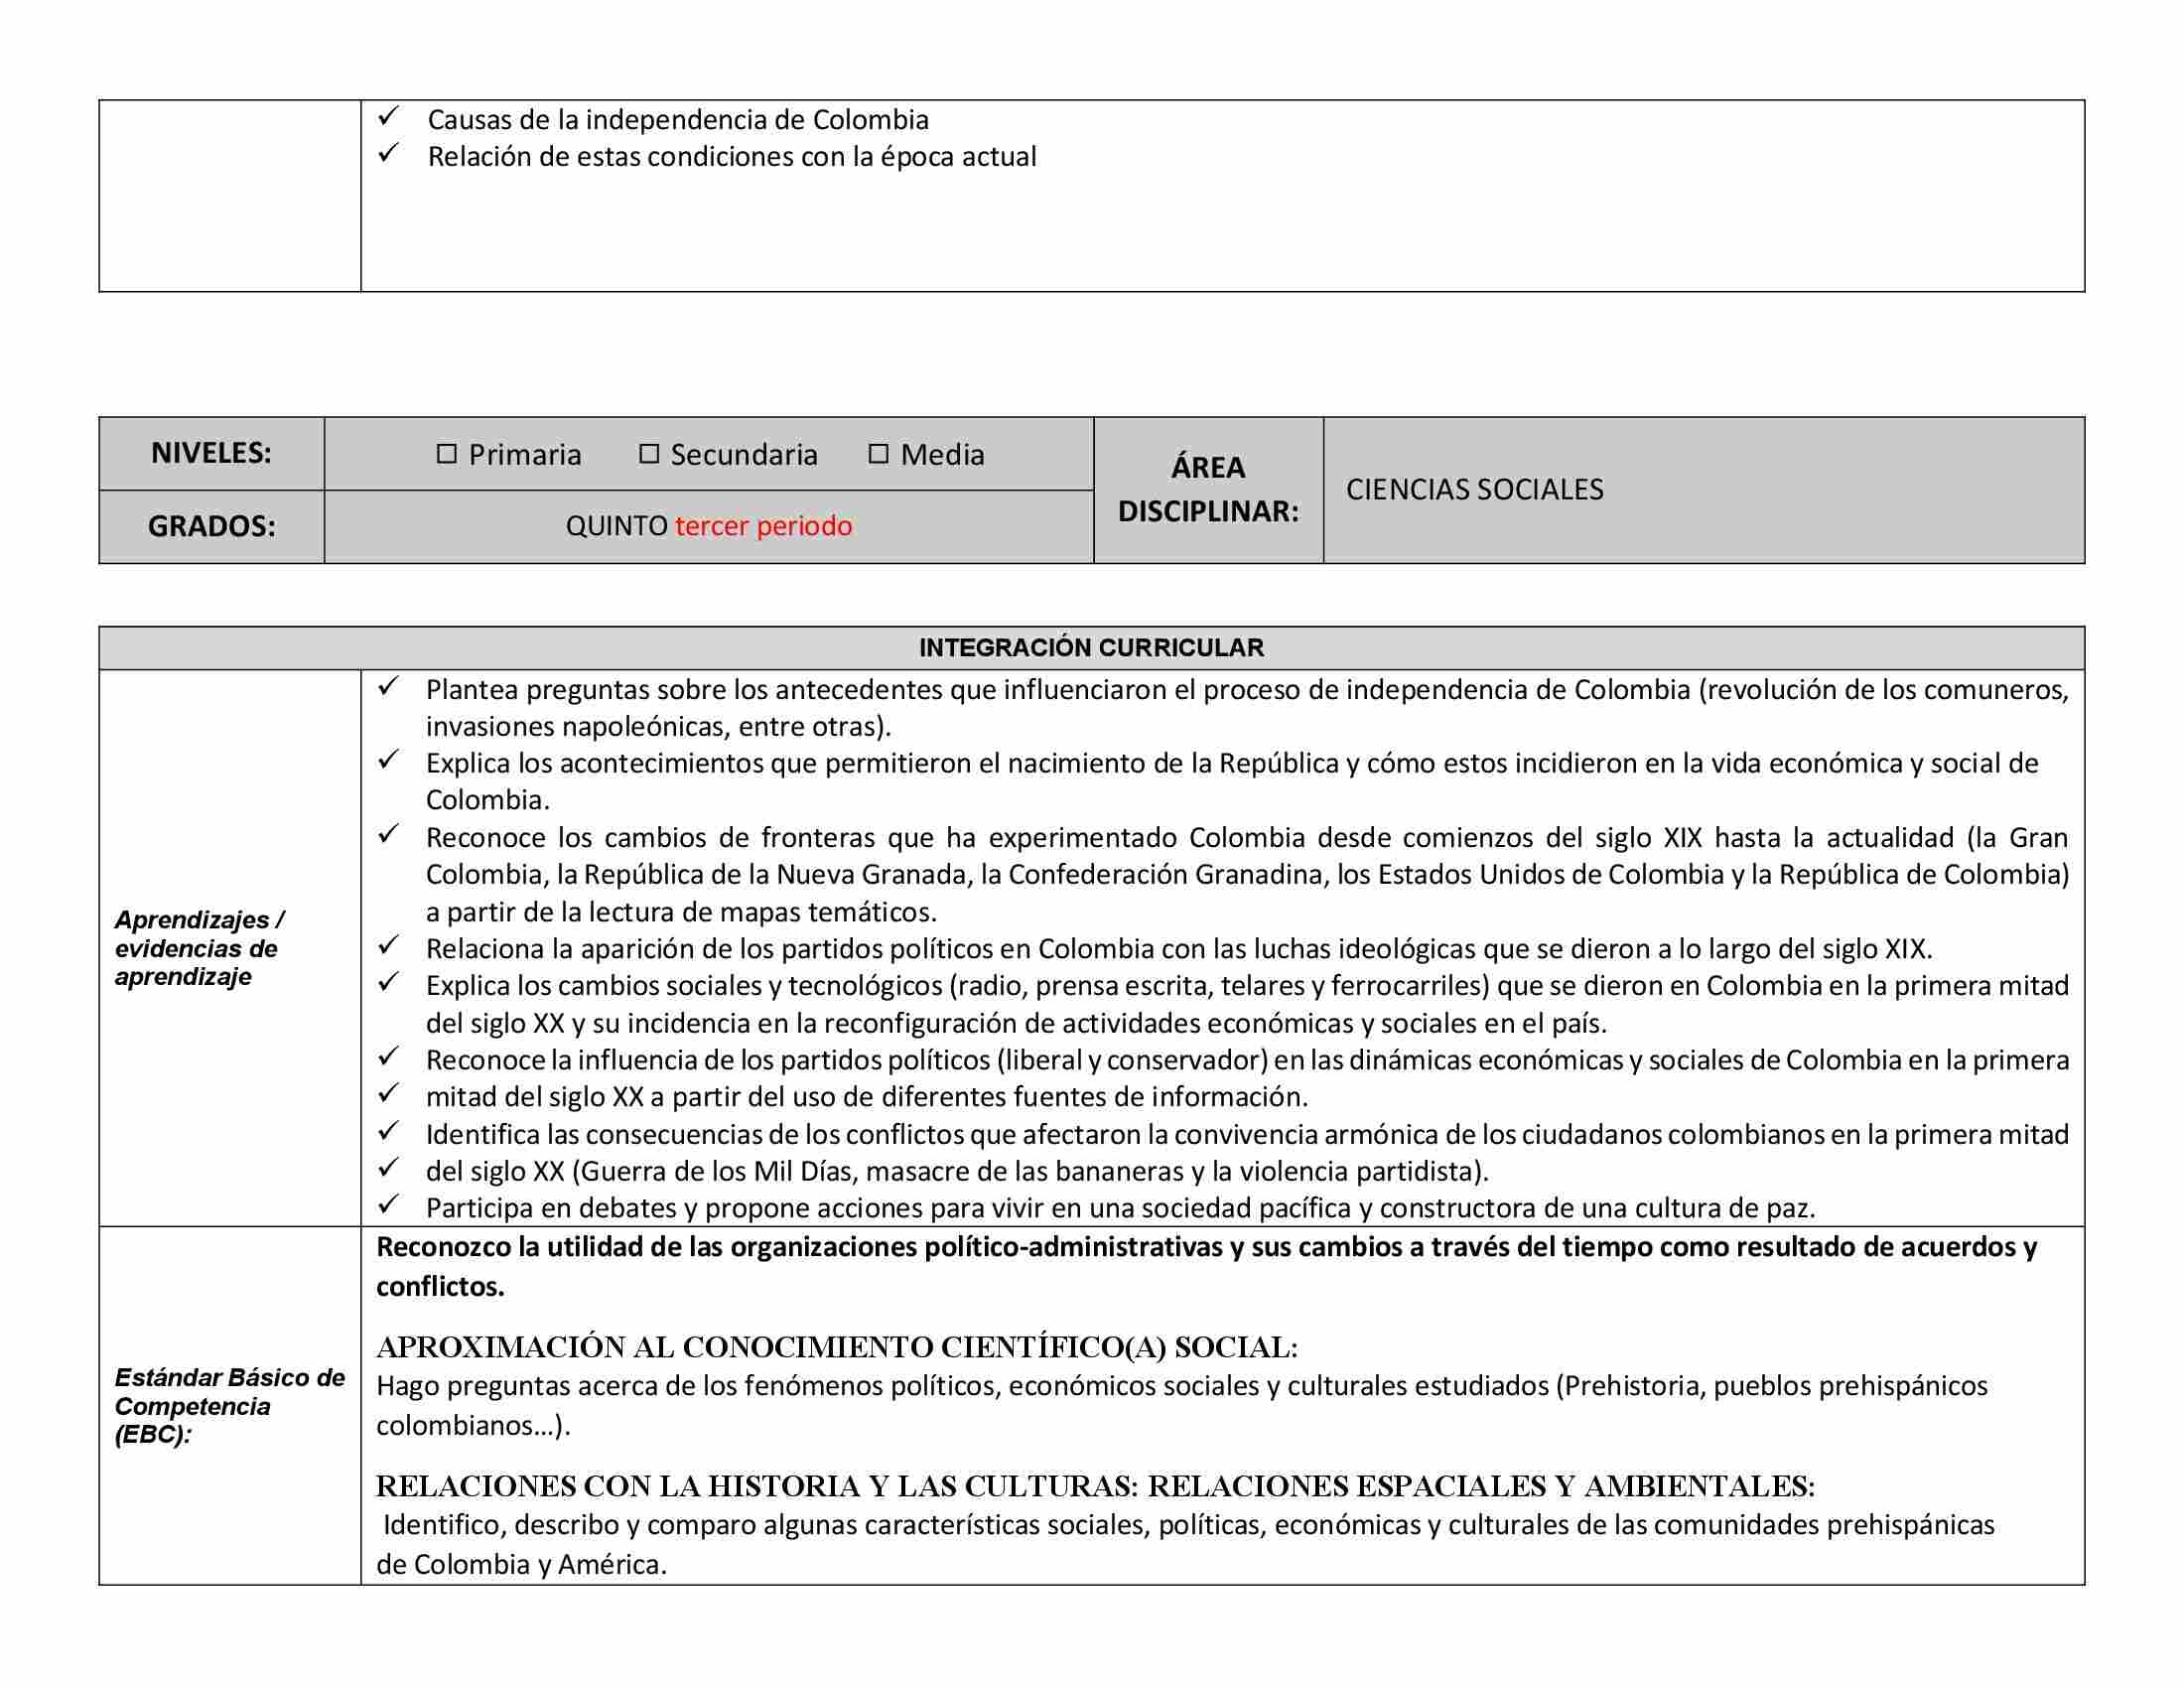 ✓ Causas de la independencia de Colombia
✓ Relación de estas condiciones con la época actual
NIVELES:
☐ Primaria ☐ Secundaria ☐ Media
ÁREA
DISCIPLINAR:
CIENCIAS SOCIALES
GRADOS:
QUINTO tercer periodo
INTEGRACIÓN CURRICULAR
Aprendizajes /
evidencias de
aprendizaje
✓ Plantea preguntas sobre los antecedentes que influenciaron el proceso de independencia de Colombia (revolución de los comuneros,
invasiones napoleónicas, entre otras).
✓ Explica los acontecimientos que permitieron el nacimiento de la República y cómo estos incidieron en la vida económica y social de
Colombia.
✓ Reconoce los cambios de fronteras que ha experimentado Colombia desde comienzos del siglo XIX hasta la actualidad (la Gran
Colombia, la República de la Nueva Granada, la Confederación Granadina, los Estados Unidos de Colombia y la República de Colombia)
a partir de la lectura de mapas temáticos.
✓ Relaciona la aparición de los partidos políticos en Colombia con las luchas ideológicas que se dieron a lo largo del siglo XIX.
✓ Explica los cambios sociales y tecnológicos (radio, prensa escrita, telares y ferrocarriles) que se dieron en Colombia en la primera mitad
del siglo XX y su incidencia en la reconfiguración de actividades económicas y sociales en el país.
✓ Reconoce la influencia de los partidos políticos (liberal y conservador) en las dinámicas económicas y sociales de Colombia en la primera
✓ mitad del siglo XX a partir del uso de diferentes fuentes de información.
✓ Identifica las consecuencias de los conflictos que afectaron la convivencia armónica de los ciudadanos colombianos en la primera mitad
✓ del siglo XX (Guerra de los Mil Días, masacre de las bananeras y la violencia partidista).
✓ Participa en debates y propone acciones para vivir en una sociedad pacífica y constructora de una cultura de paz.
Estándar Básico de
Competencia
(EBC):
Reconozco la utilidad de las organizaciones político-administrativas y sus cambios a través del tiempo como resultado de acuerdos y
conflictos.
APROXIMACIÓN AL CONOCIMIENTO CIENTÍFICO(A) SOCIAL:
Hago preguntas acerca de los fenómenos políticos, económicos sociales y culturales estudiados (Prehistoria, pueblos prehispánicos
colombianos…).
RELACIONES CON LA HISTORIA Y LAS CULTURAS: RELACIONES ESPACIALES Y AMBIENTALES:
Identifico, describo y comparo algunas características sociales, políticas, económicas y culturales de las comunidades prehispánicas
de Colombia y América.